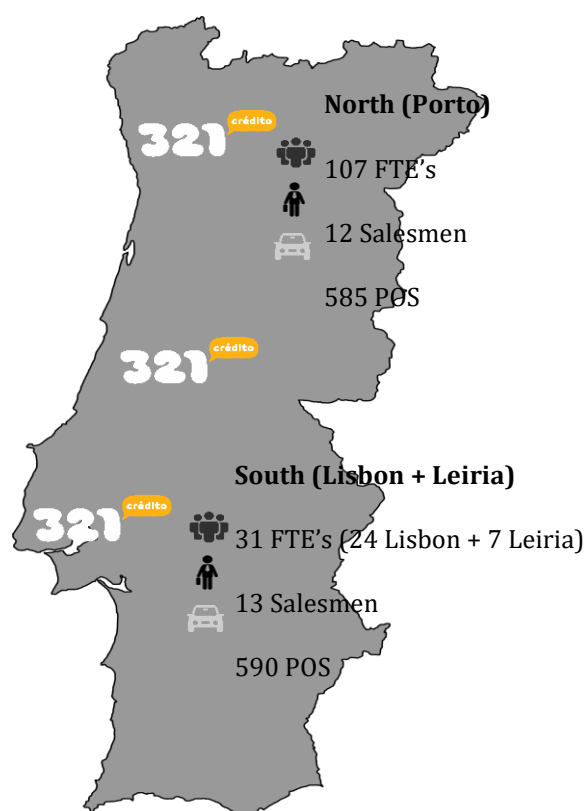 North (Porto)
321 crédito
107 FTE's
12 Salesmen
585 POS
321 crédito
South (Lisbon + Leiria)
321 crédito
31 FTE's (24 Lisbon + 7 Leiria)
13 Salesmen
590 POS